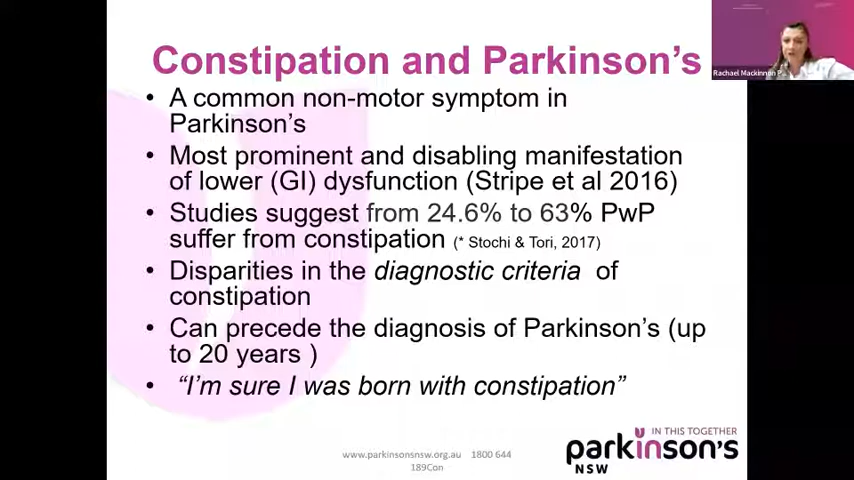 Constipation and Parkinson's
Rachael Mackinnon P...
• A common non-motor symptom in
Parkinson's
• Most prominent and disabling manifestation
of lower (GI) dysfunction (Stripe et al 2016)
• Studies suggest from 24.6% to 63% PwP
suffer from constipation (* Stochi & Tori, 2017)
• Disparities in the diagnostic criteria of
constipation
• Can precede the diagnosis of Parkinson's (up
to 20 years )
• “I'm sure I was born with constipation”
www.parkinsonsnsw.org.au 1800 644
189Con
IN THIS TOGETHER
parkinson's
NSW